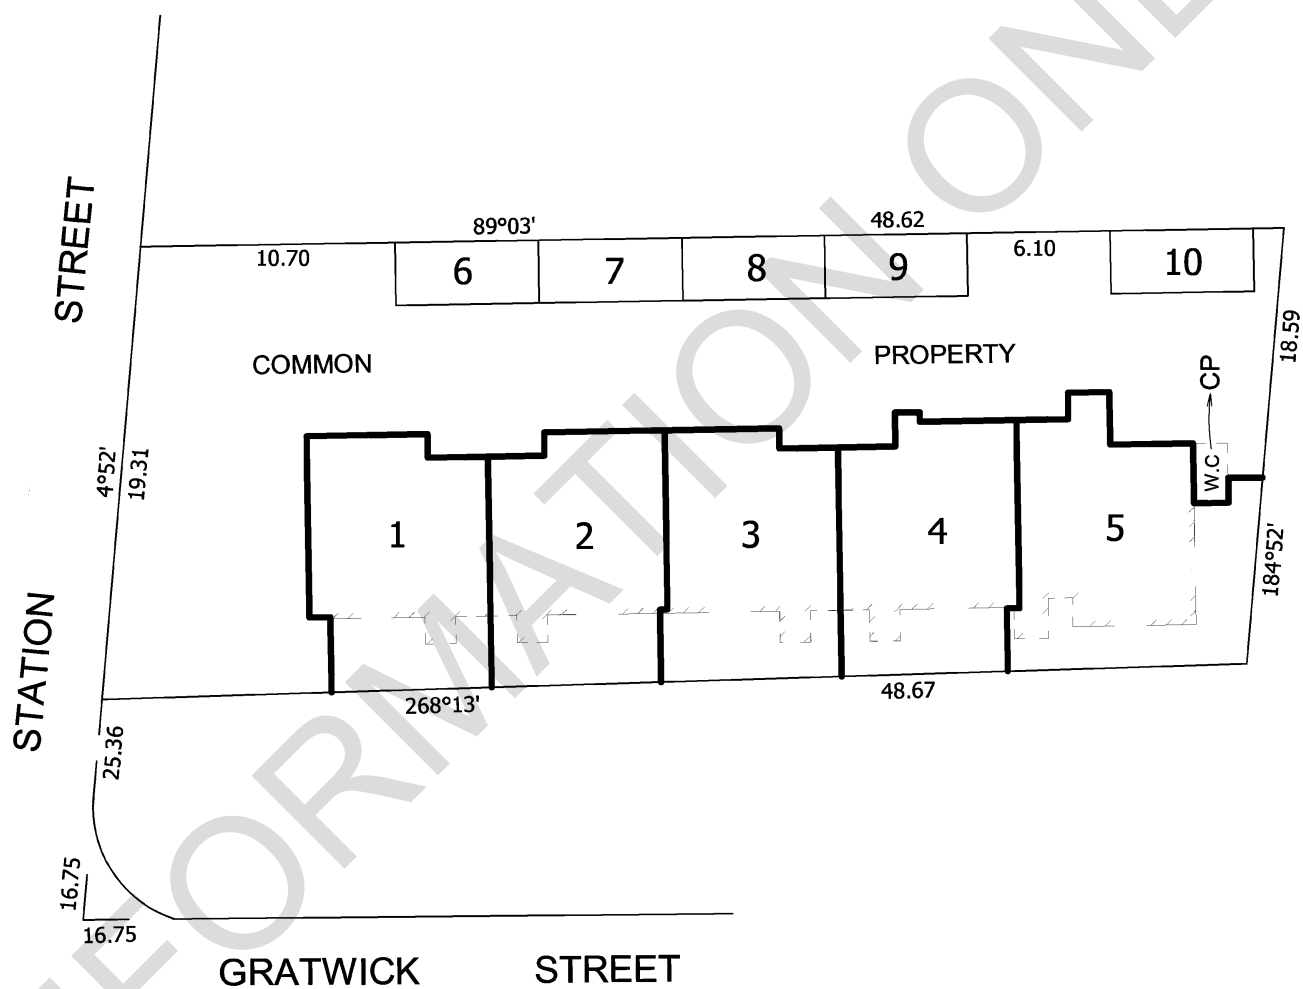 STREET
89°03'
48.62
10.70
6
7
8
9
6.10
10
18.59
COMMON
PROPERTY
CP
W.C
4°52'
19.31
1
2
3
4
5
184°52'
STATION
268°13'
48.67
25.36
16.75
16.75
GRATWICK STREET
FORMATION ONL